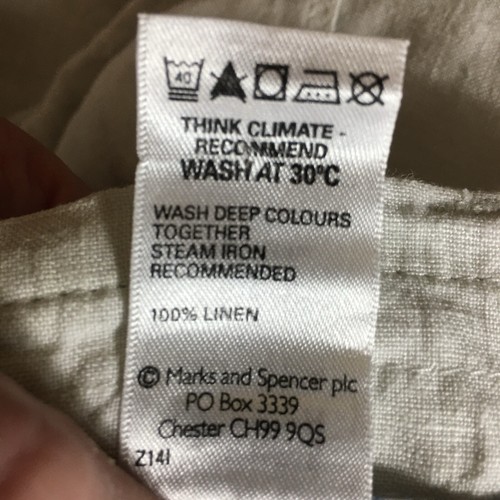 40
THINK CLIMATE -
RECOMMEND
WASH AT 30°C
WASH DEEP COLOURS
TOGETHER
STEAM IRON
RECOMMENDED
100% LINEN
© Marks and Spencer plc
PO Box 3339
Chester CH99 9QS
Z14I